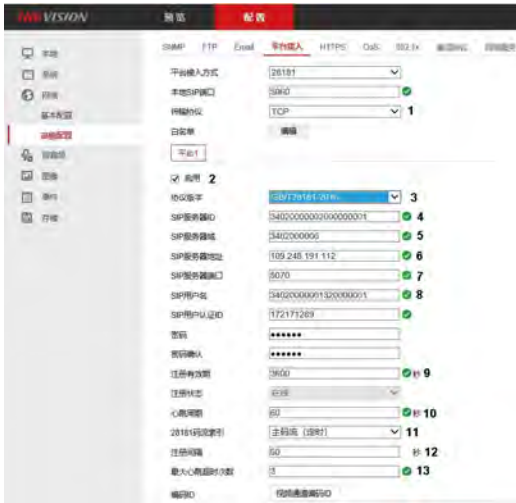 HIKVISION 预览 配置
SNMP FTP Email 平台接入 HTTPS QoS 802.1x
本地
系统
网络
基本配置
高级配置
音视频
图像
事件
存储
平台接入方式 28181
本地SIP端口 5060
传输协议 TCP 1
白名单 编辑
平台1
启用 2
协议版本 GB/T28181-2016 3
SIP服务器ID 34020000002000000001 4
SIP服务器域 3402000000 5
SIP服务器地址 109.248.191.112 6
SIP服务器端口 5070 7
SIP用户名 34020000001320000001 8
SIP用户认证ID 172171289
密码 ••••••
密码确认 ••••••
注册有效期 3600 秒 9
注册状态 在线
心跳周期 60 秒 10
28181码流索引 主码流（定时） 11
注册间隔 60 秒 12
最大心跳超时次数 3 13
编码ID 视频通道编码ID